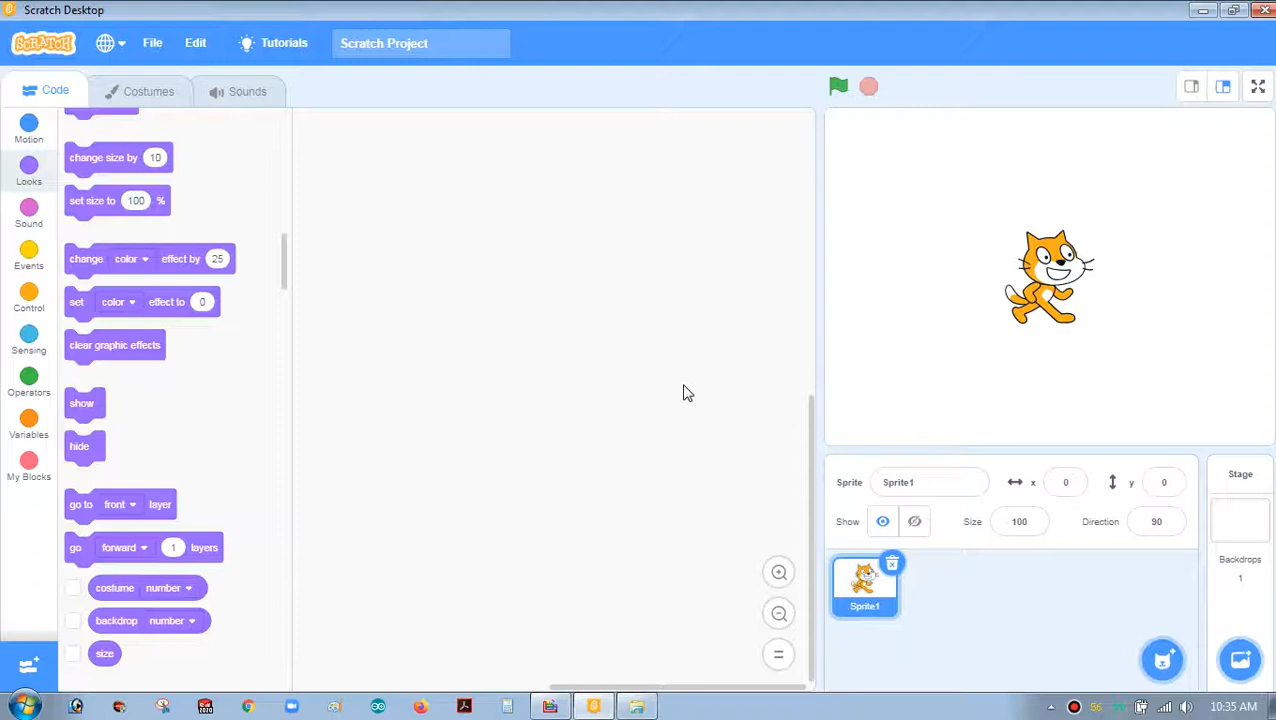 Scratch Desktop
SCRATCH File Edit Tutorials Scratch Project
Code Costumes Sounds
Motion
Looks
Sound
Events
Control
Sensing
Operators
Variables
My Blocks
change size by 10
set size to 100 %
change color effect by 25
set color effect to 0
clear graphic effects
show
hide
go to front layer
go forward 1 layers
costume number
backdrop number
size
Sprite Sprite1 x 0 y 0
Show Size 100 Direction 90
Sprite1
Stage
Backdrops
1
10:35 AM